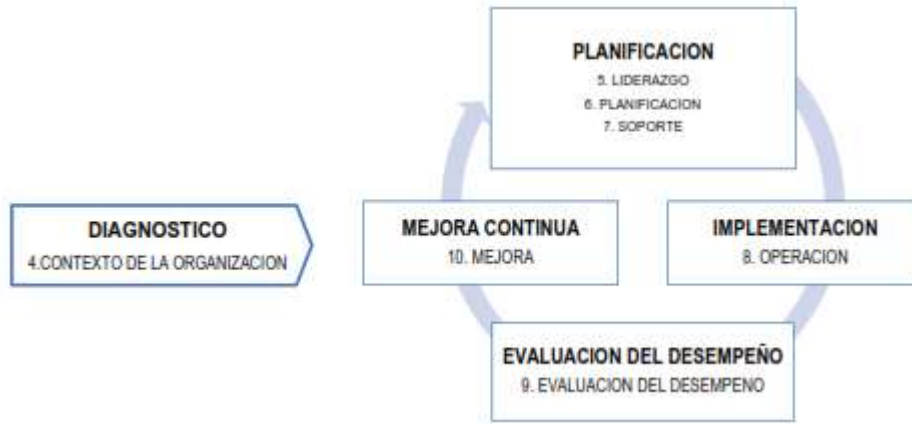 PLANIFICACION
5. LIDERAZGO
6. PLANIFICACION
7. SOPORTE
DIAGNOSTICO
4.CONTEXTO DE LA ORGANIZACION
MEJORA CONTINUA
10. MEJORA
IMPLEMENTACION
8. OPERACION
EVALUACION DEL DESEMPEÑO
9. EVALUACION DEL DESEMPENO